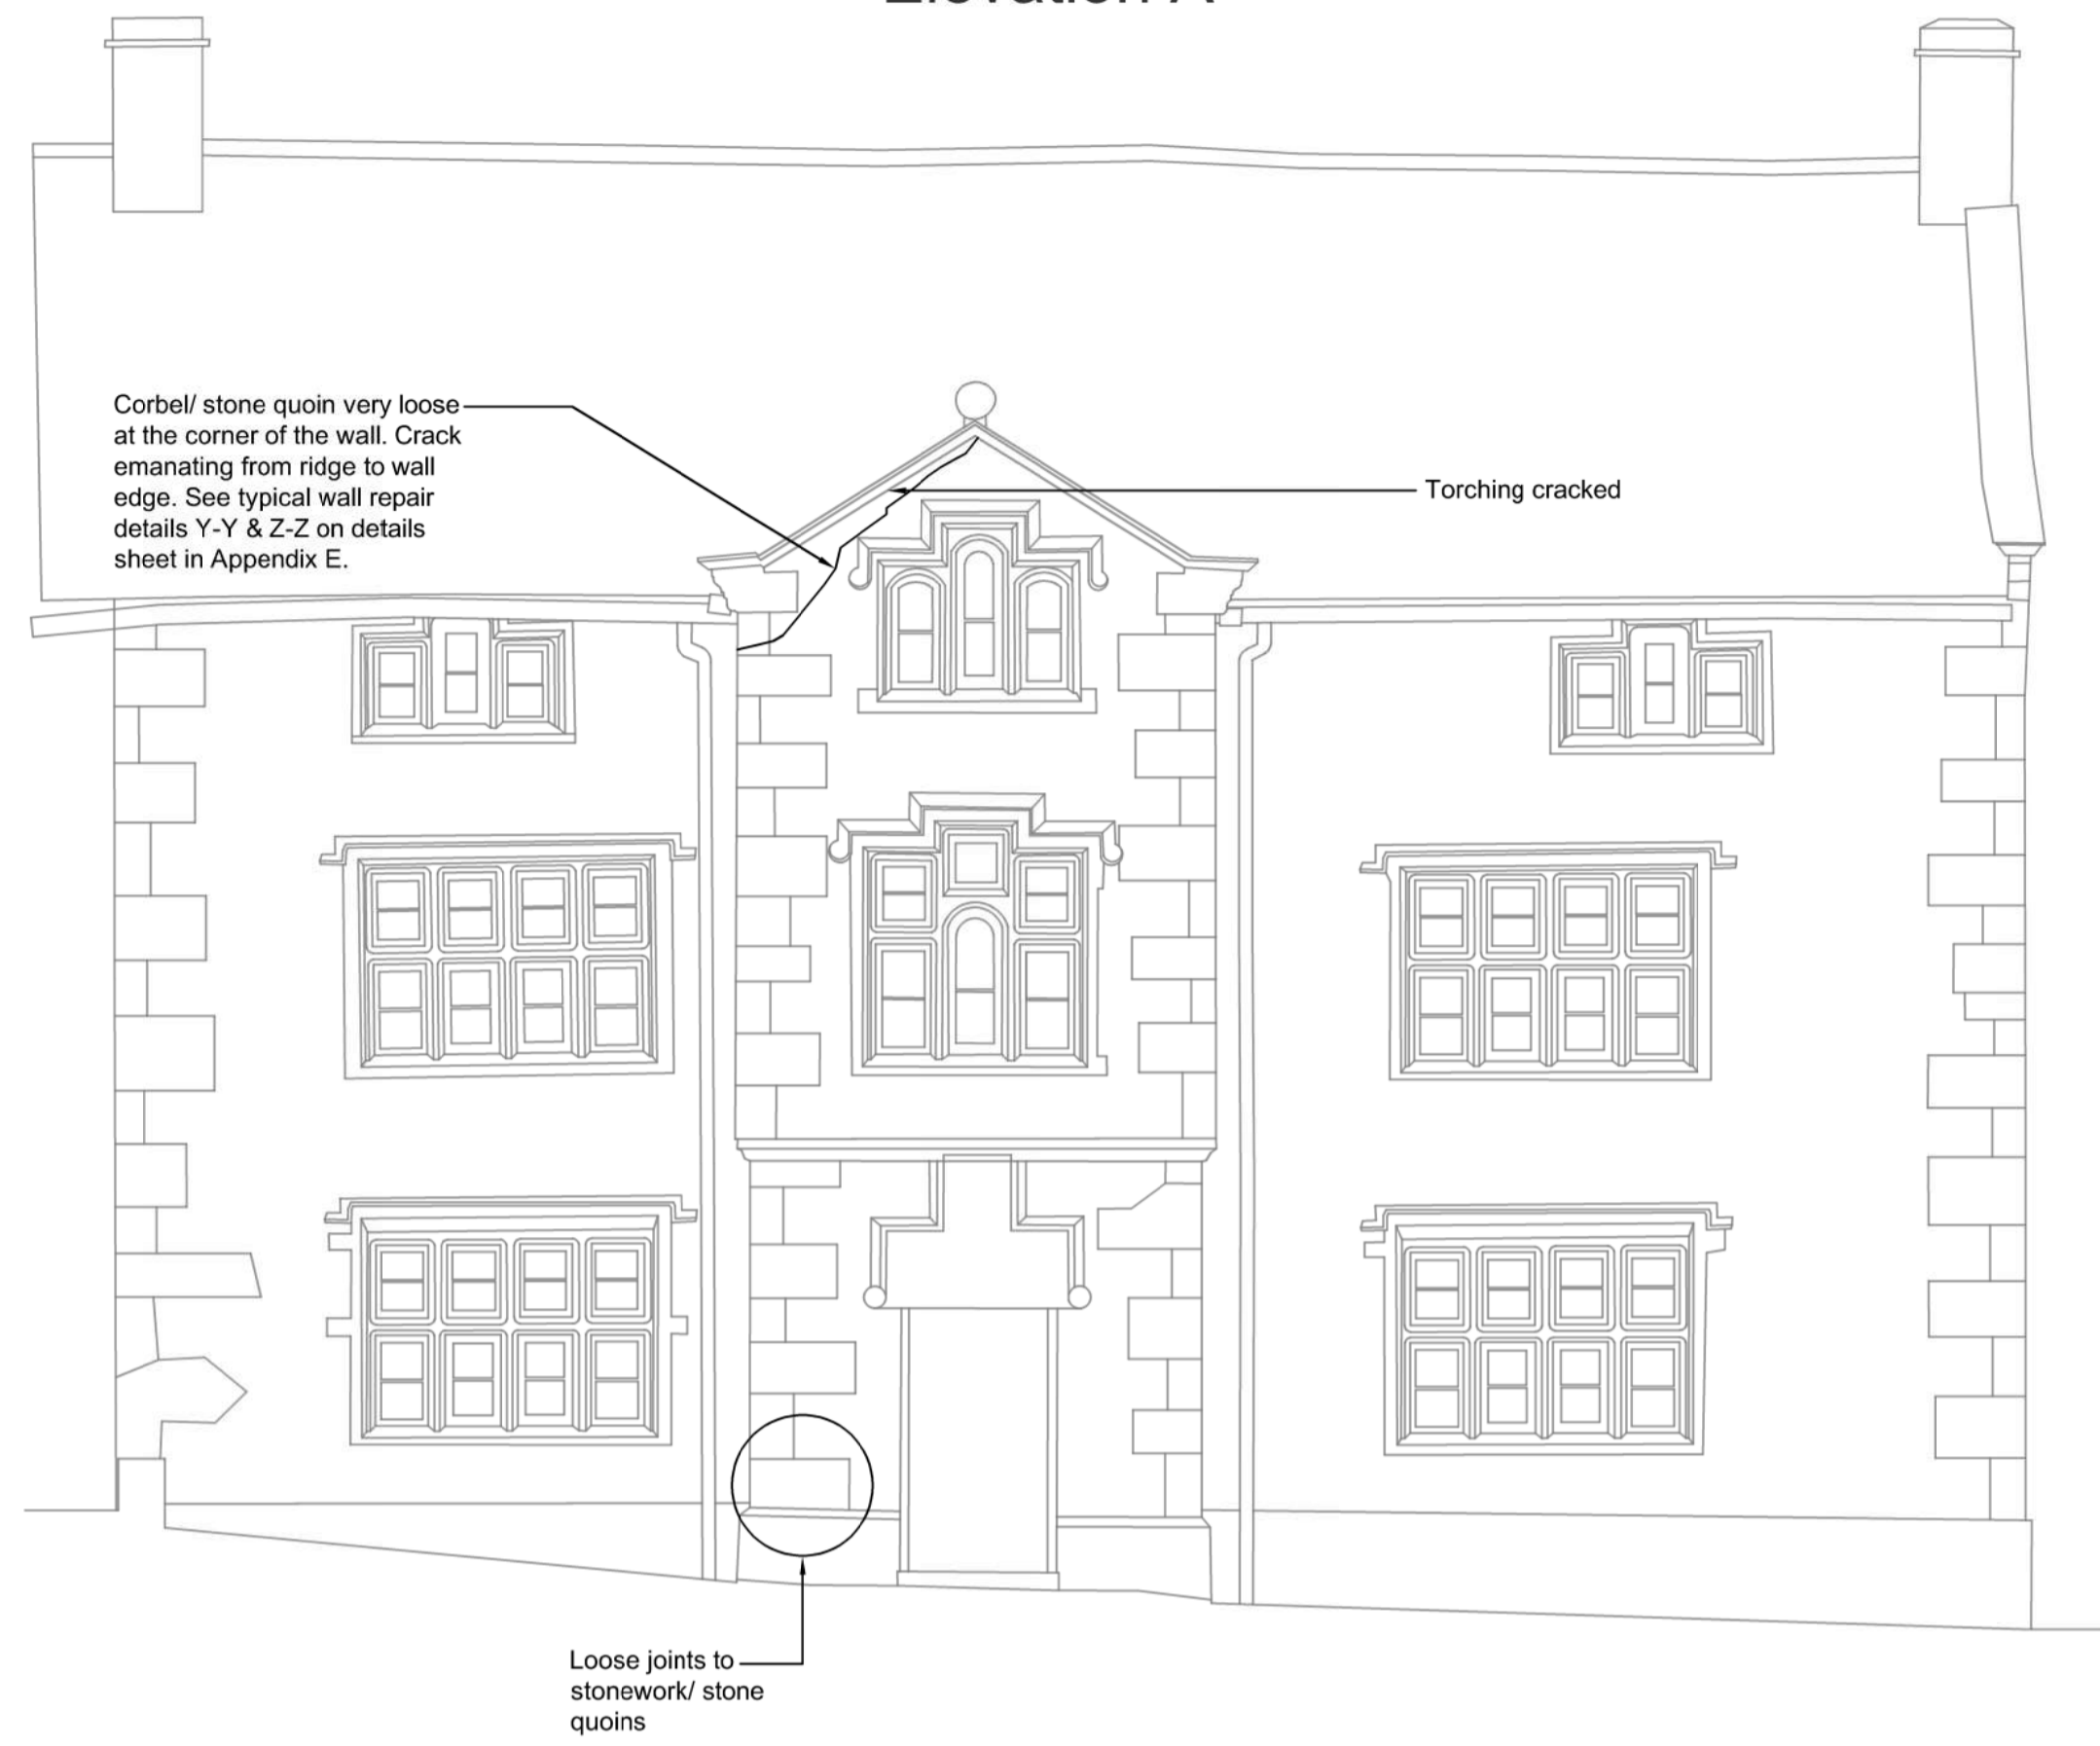 Elevation A
Corbel/ stone quoin very loose
at the corner of the wall. Crack
emanating from ridge to wall
edge. See typical wall repair
details Y-Y & Z-Z on details
sheet in Appendix E.
Torching cracked
Loose joints to
stonework/ stone
quoins